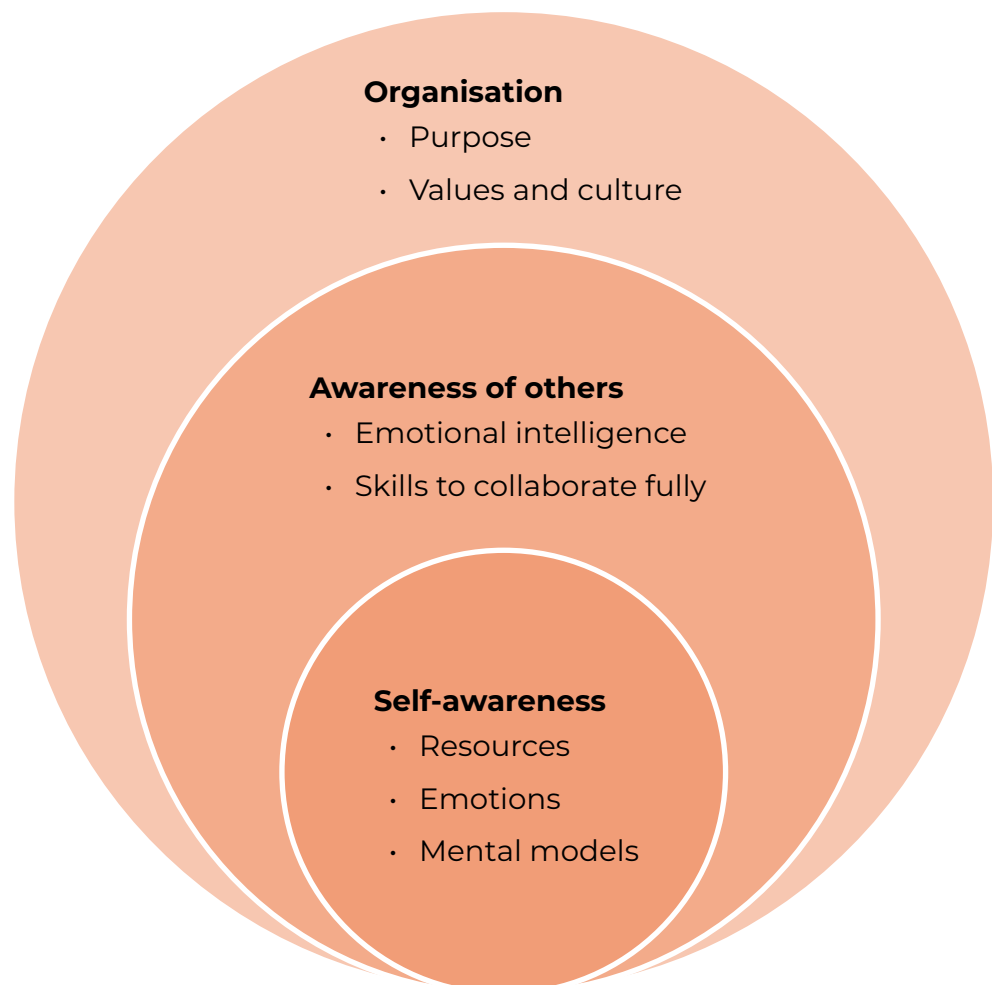 Organisation
· Purpose
· Values and culture
Awareness of others
· Emotional intelligence
· Skills to collaborate fully
Self-awareness
· Resources
· Emotions
· Mental models